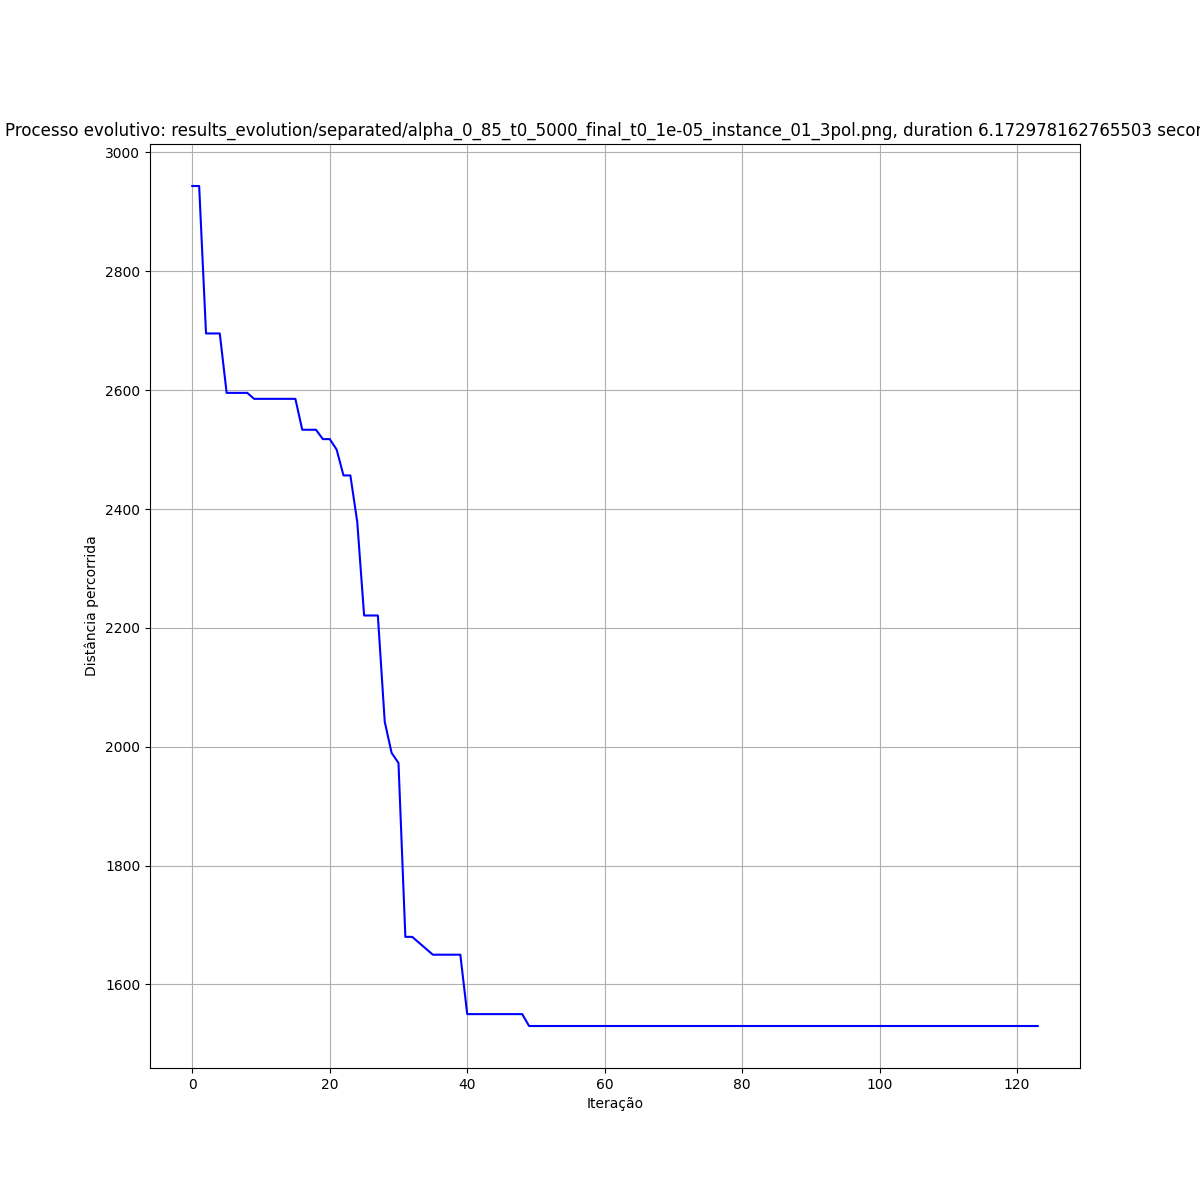 Processo evolutivo: results_evolution/separated/alpha_0_85_t0_5000_final_t0_1e-05_instance_01_3pol.png, duration 6.172978162765503 secor
3000
2800
2600
2400
2200
2000
1800
1600
Distância percorrida
0 20 40 60 80 100 120
Iteração